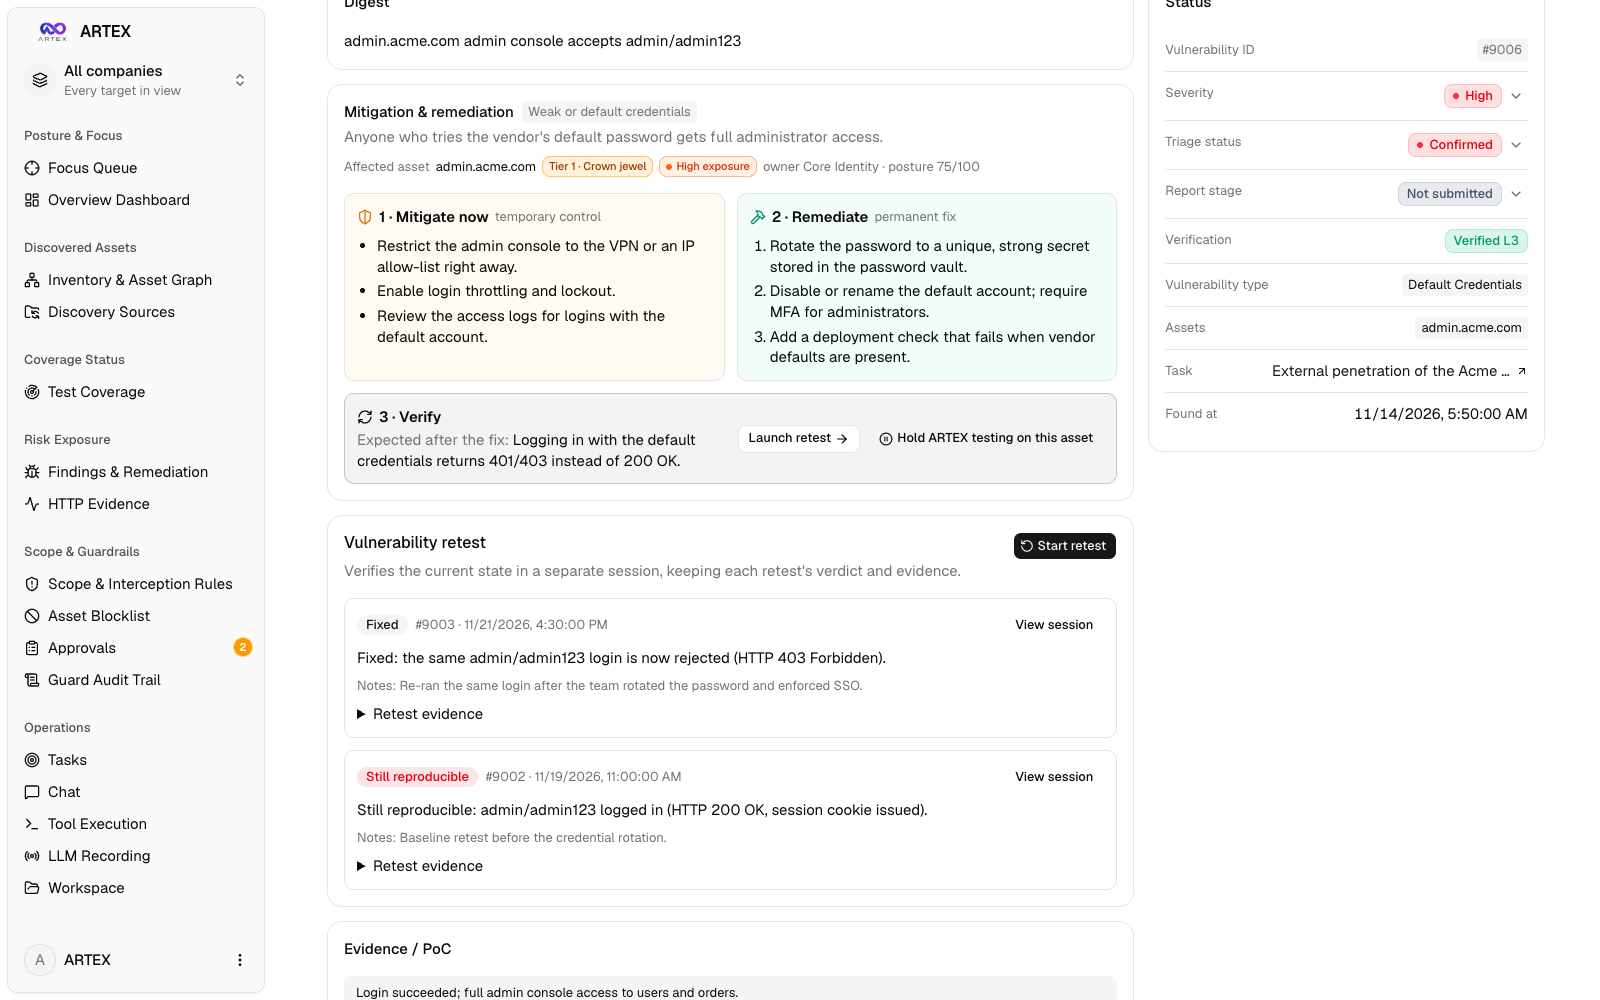 ARTEX
ARTEX
All companies
Every target in view
Posture & Focus
Focus Queue
Overview Dashboard
Discovered Assets
Inventory & Asset Graph
Discovery Sources
Coverage Status
Test Coverage
Risk Exposure
Findings & Remediation
HTTP Evidence
Scope & Guardrails
Scope & Interception Rules
Asset Blocklist
Approvals 2
Guard Audit Trail
Operations
Tasks
Chat
Tool Execution
LLM Recording
Workspace
A ARTEX
Digest
admin.acme.com admin console accepts admin/admin123
Mitigation & remediation Weak or default credentials
Anyone who tries the vendor's default password gets full administrator access.
Affected asset admin.acme.com Tier 1 · Crown jewel High exposure owner Core Identity · posture 75/100
1 · Mitigate now temporary control
• Restrict the admin console to the VPN or an IP
allow-list right away.
• Enable login throttling and lockout.
• Review the access logs for logins with the
default account.
2 · Remediate permanent fix
1. Rotate the password to a unique, strong secret
stored in the password vault.
2. Disable or rename the default account; require
MFA for administrators.
3. Add a deployment check that fails when vendor
defaults are present.
3 · Verify
Expected after the fix: Logging in with the default
credentials returns 401/403 instead of 200 OK.
Launch retest →
Hold ARTEX testing on this asset
Vulnerability retest
Start retest
Verifies the current state in a separate session, keeping each retest's verdict and evidence.
Fixed #9003 · 11/21/2026, 4:30:00 PM
View session
Fixed: the same admin/admin123 login is now rejected (HTTP 403 Forbidden).
Notes: Re-ran the same login after the team rotated the password and enforced SSO.
Retest evidence
Still reproducible #9002 · 11/19/2026, 11:00:00 AM
View session
Still reproducible: admin/admin123 logged in (HTTP 200 OK, session cookie issued).
Notes: Baseline retest before the credential rotation.
Retest evidence
Evidence / PoC
Login succeeded; full admin console access to users and orders.
Status
Vulnerability ID #9006
Severity High
Triage status Confirmed
Report stage Not submitted
Verification Verified L3
Vulnerability type Default Credentials
Assets admin.acme.com
Task External penetration of the Acme ...
Found at 11/14/2026, 5:50:00 AM